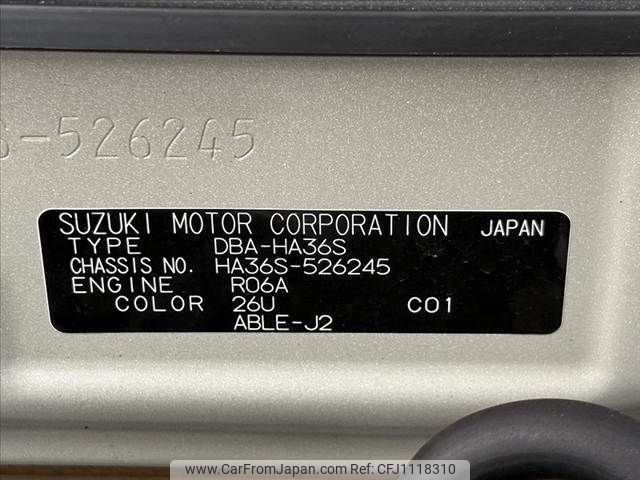 -526245
SUZUKI MOTOR CORPORATION JAPAN
TYPE DBA-HA36S
CHASSIS NO. HA36S-526245
ENGINE R06A
COLOR 26U C01
ABLE-J2
www.CarFromJapan.com | Ref No. CFJ1118310